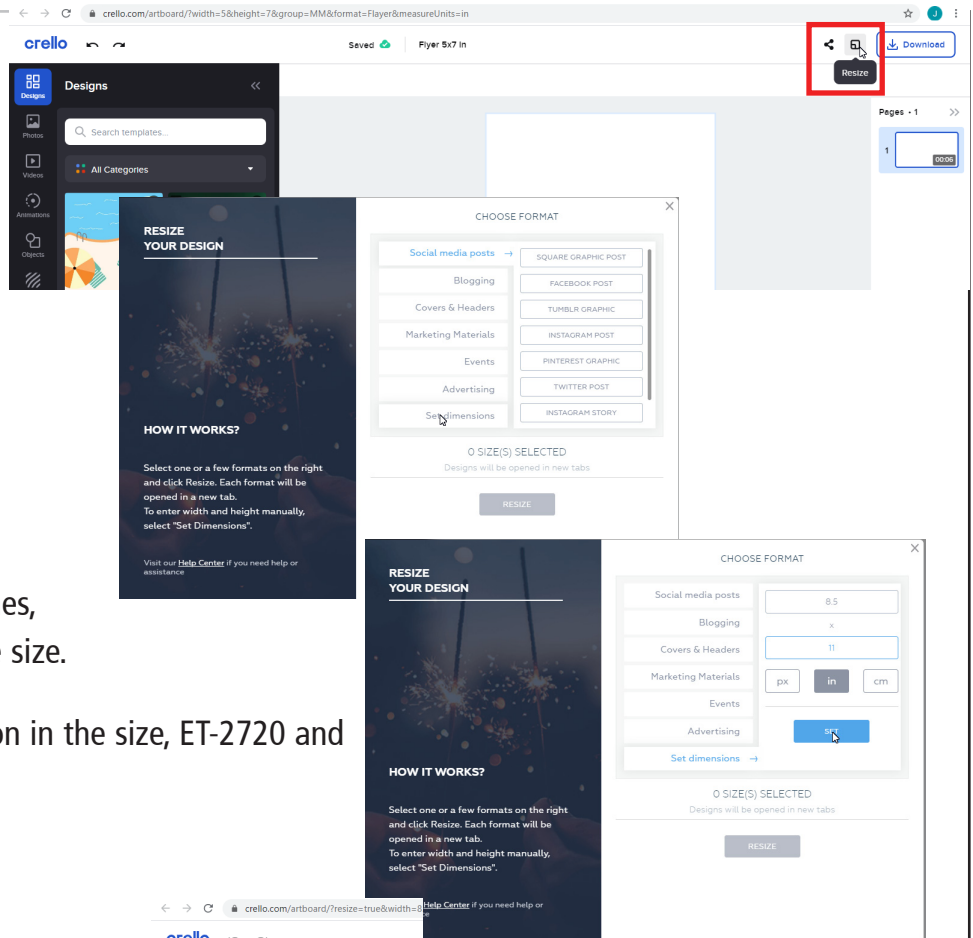 crello.com/artboard/?width=5&height=7&group=MM&format=Flayer&measureUnits=in
J
crello
Saved
Flyer 5x7 in
Download
Resize
Designs
Designs
Search templates...
All Categories
Photos
Videos
Animations
Objects
Pages • 1
1
00:06
RESIZE
YOUR DESIGN
HOW IT WORKS?
Select one or a few formats on the right
and click Resize. Each format will be
opened in a new tab.
To enter width and height manually,
select "Set Dimensions".
Visit our Help Center if you need help or
assistance
CHOOSE FORMAT
Social media posts →
Blogging
Covers & Headers
Marketing Materials
Events
Advertising
Set dimensions
SQUARE GRAPHIC POST
FACEBOOK POST
TUMBLR GRAPHIC
INSTAGRAM POST
PINTEREST GRAPHIC
TWITTER POST
INSTAGRAM STORY
0 SIZE(S) SELECTED
Designs will be opened in new tabs
RESIZE
es,
size.
on in the size, ET-2720 and
RESIZE
YOUR DESIGN
HOW IT WORKS?
Select one or a few formats on the right
and click Resize. Each format will be
opened in a new tab.
To enter width and height manually,
select "Set Dimensions".
Help Center if you need help or
CHOOSE FORMAT
Social media posts
Blogging
Covers & Headers
Marketing Materials
Events
Advertising
Set dimensions →
8.5
x
11
px in cm
SET
0 SIZE(S) SELECTED
Designs will be opened in new tabs
RESIZE
crello.com/artboard/?resize=true&width=8
crello